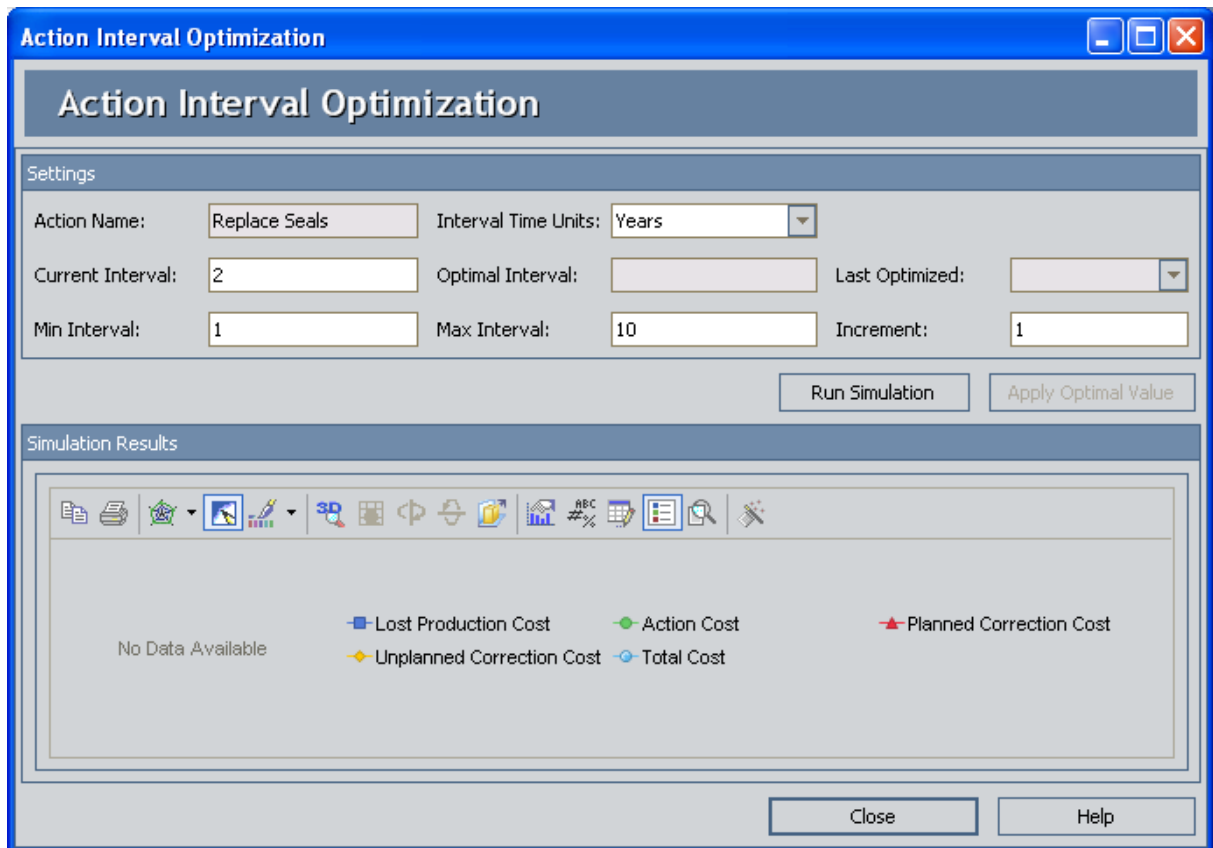 Action Interval Optimization
Action Interval Optimization
Settings
Action Name: Replace Seals Interval Time Units: Years
Current Interval: 2 Optimal Interval: Last Optimized:
Min Interval: 1 Max Interval: 10 Increment: 1
Run Simulation Apply Optimal Value
Simulation Results
3D ABC #%
No Data Available
Lost Production Cost Action Cost Planned Correction Cost
Unplanned Correction Cost Total Cost
Close Help